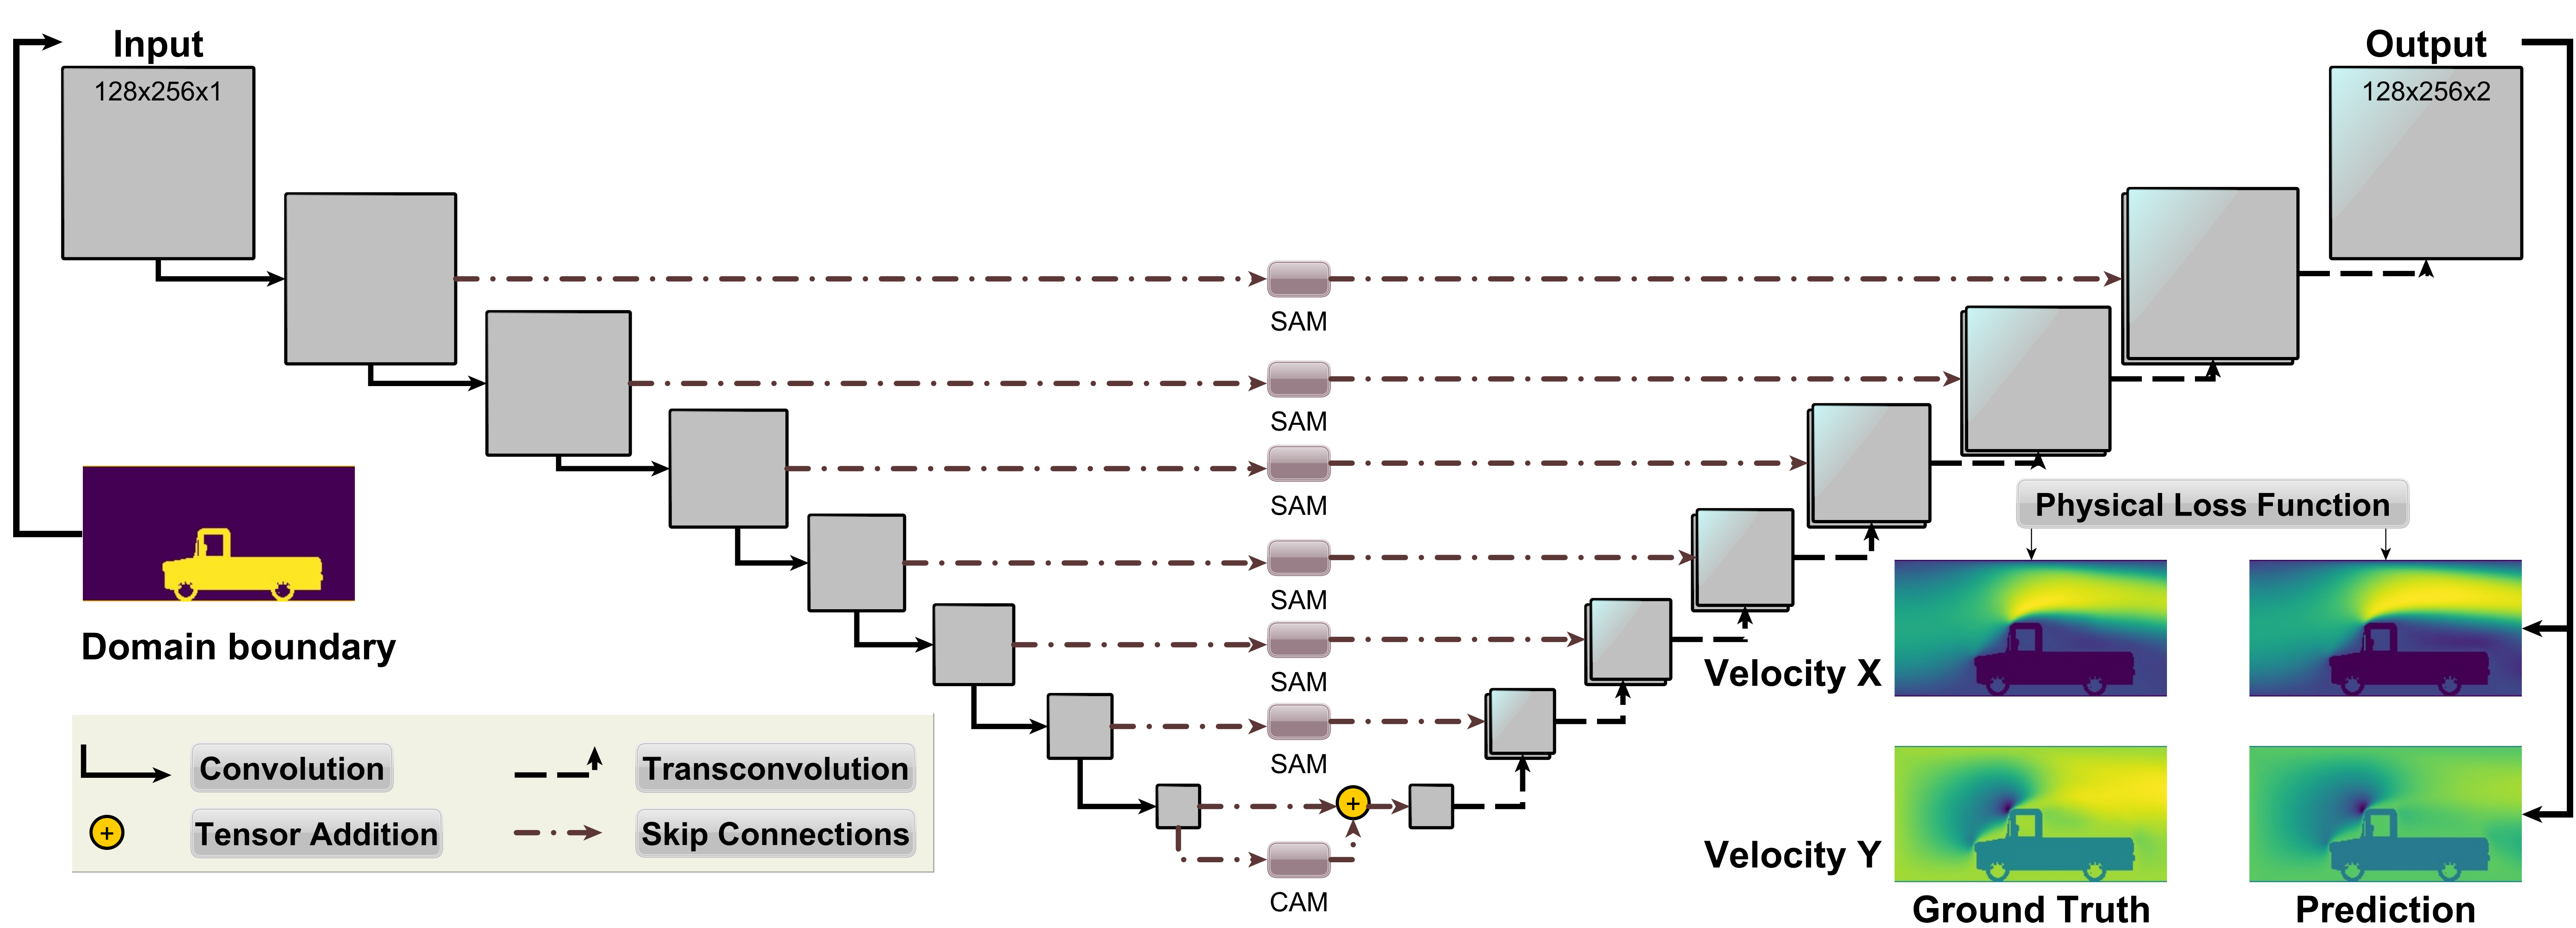 Input
128x256x1
Output
128x256x2
SAM
SAM
SAM
SAM
SAM
SAM
CAM
+
Domain boundary
Convolution
Transconvolution
+
Tensor Addition
Skip Connections
Physical Loss Function
Velocity X
Velocity Y
Ground Truth
Prediction